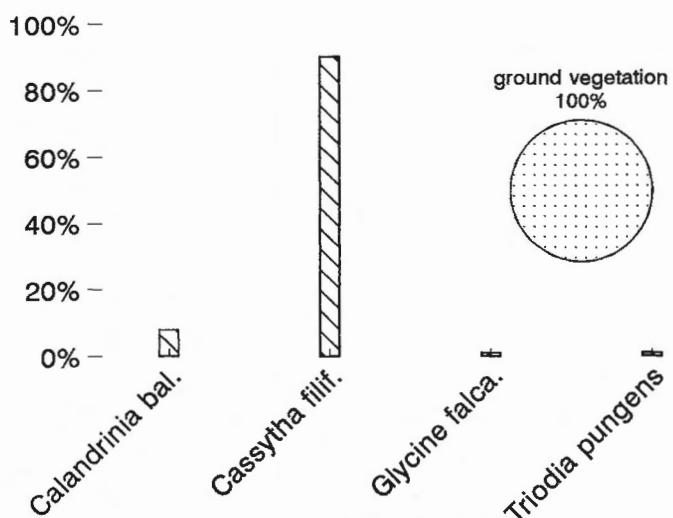 100%
80%
60%
40%
20%
0%
ground vegetation
100%
Calandrinia bal.
Cassytha filif.
Glycine falca.
Triodia pungens